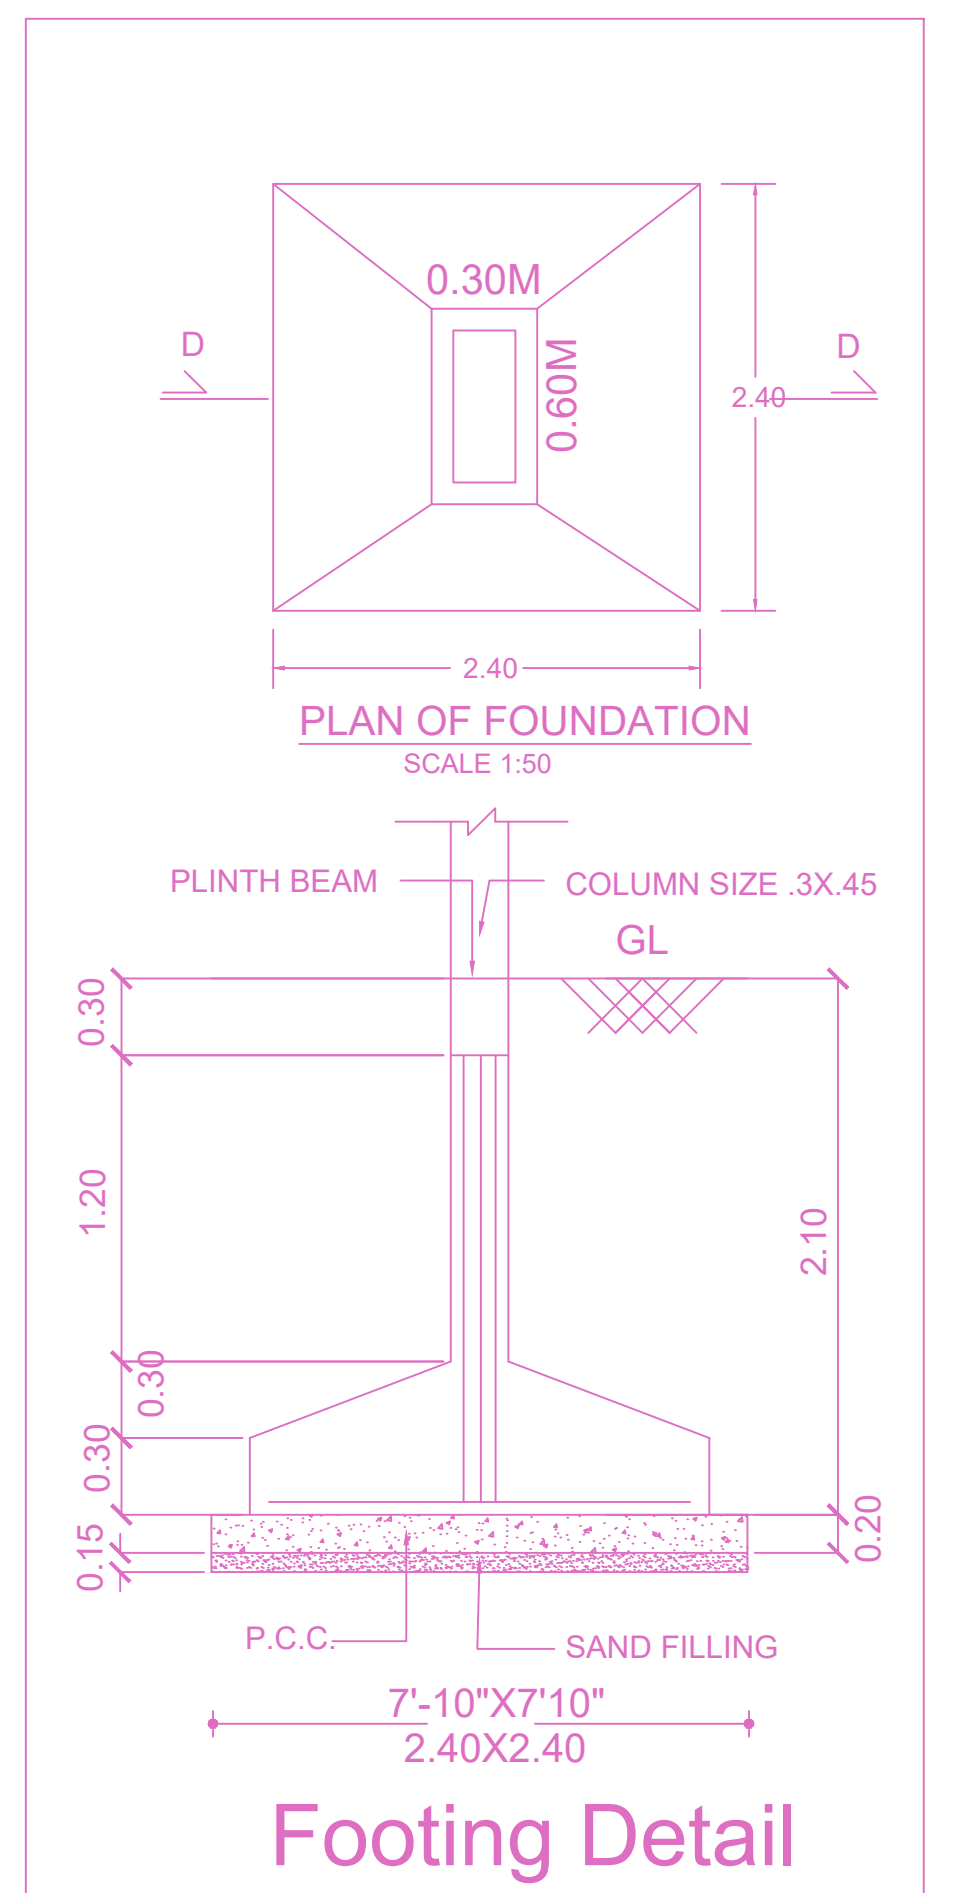 0.30M
0.60M
D
D
2.40
2.40
PLAN OF FOUNDATION
SCALE 1:50
PLINTH BEAM
COLUMN SIZE .3X.45
GL
0.30
1.20
2.10
0.30
0.30
0.15
0.20
P.C.C.
SAND FILLING
7'-10"X7'10"
2.40X2.40
Footing Detail